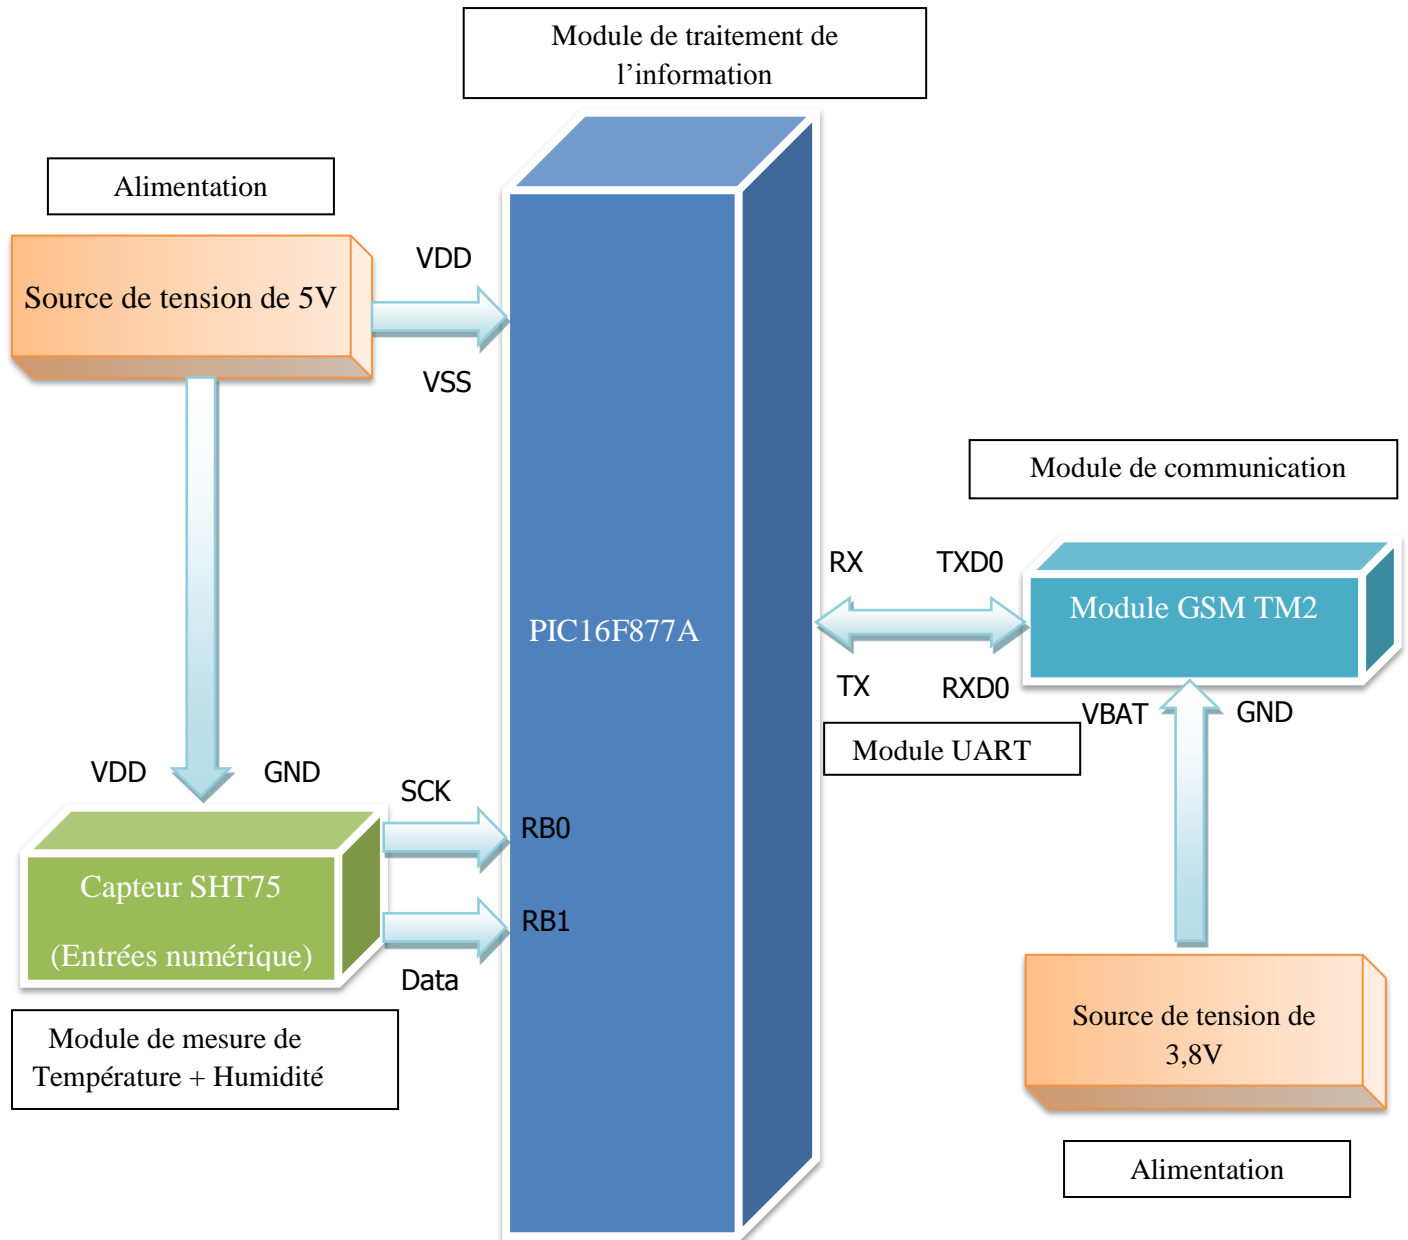 Module de traitement de
l’information
Alimentation
Source de tension de 5V
VDD
VSS
PIC16F877A
Module de communication
RX
TXD0
Module GSM TM2
TX
RXD0
VBAT
GND
Module UART
VDD
GND
SCK
RB0
Capteur SHT75
(Entrées numérique)
RB1
Data
Module de mesure de
Température + Humidité
Source de tension de
3,8V
Alimentation